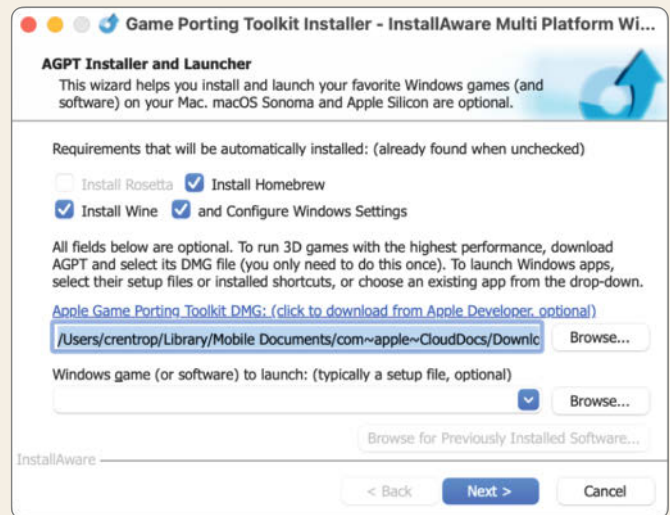 Game Porting Toolkit Installer - InstallAware Multi Platform Wi...
AGPT Installer and Launcher
This wizard helps you install and launch your favorite Windows games (and
software) on your Mac. macOS Sonoma and Apple Silicon are optional.
Requirements that will be automatically installed: (already found when unchecked)
Install Rosetta Install Homebrew
Install Wine and Configure Windows Settings
All fields below are optional. To run 3D games with the highest performance, download
AGPT and select its DMG file (you only need to do this once). To launch Windows apps,
select their setup files or installed shortcuts, or choose an existing app from the drop-down.
Apple Game Porting Toolkit DMG: (click to download from Apple Developer, optional)
/Users/crentrop/Library/Mobile Documents/com~apple~CloudDocs/Downlo Browse...
Windows game (or software) to launch: (typically a setup file, optional)
Browse...
Browse for Previously Installed Software...
InstallAware
< Back Next > Cancel